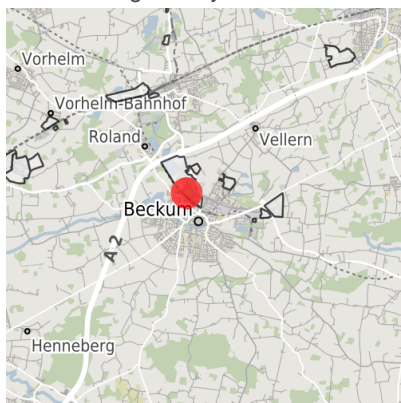 Vorhelm
Vorhelm-Bahnhof
Roland
Vellern
Beckum
A 2
Henneberg